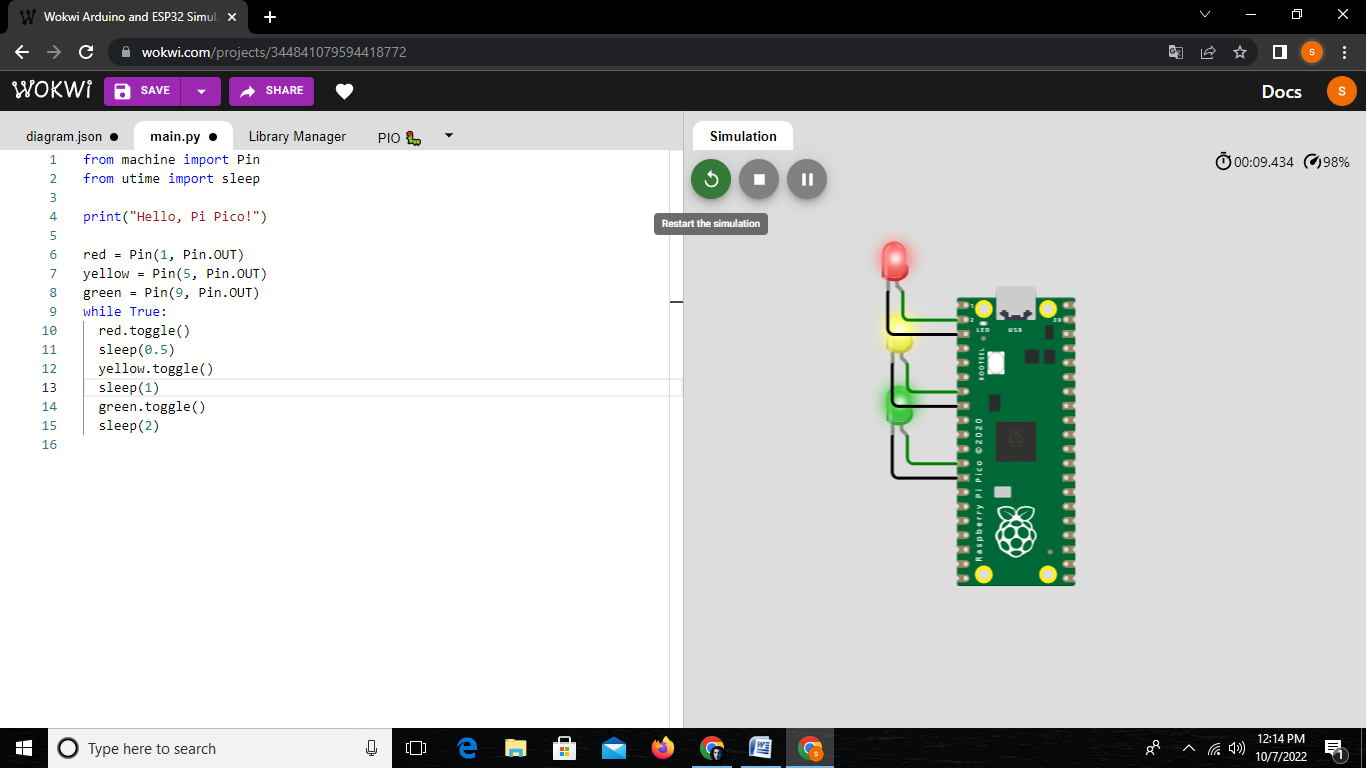 Wokwi Arduino and ESP32 Simul
wokwi.com/projects/344841079594418772
S
WOKWi
SAVE
SHARE
Docs
S
diagram.json
main.py
Library Manager
PIO
Simulation
00:09.434
98%
Restart the simulation
1 from machine import Pin
2 from utime import sleep
3
4 print("Hello, Pi Pico!")
5
6 red = Pin(1, Pin.OUT)
7 yellow = Pin(5, Pin.OUT)
8 green = Pin(9, Pin.OUT)
9 while True:
10 red.toggle()
11 sleep(0.5)
12 yellow.toggle()
13 sleep(1)
14 green.toggle()
15 sleep(2)
16
1
2
39
LED
USB
BOOTSEL
Raspberry Pi Pico ©2020
Type here to search
12:14 PM
10/7/2022
1